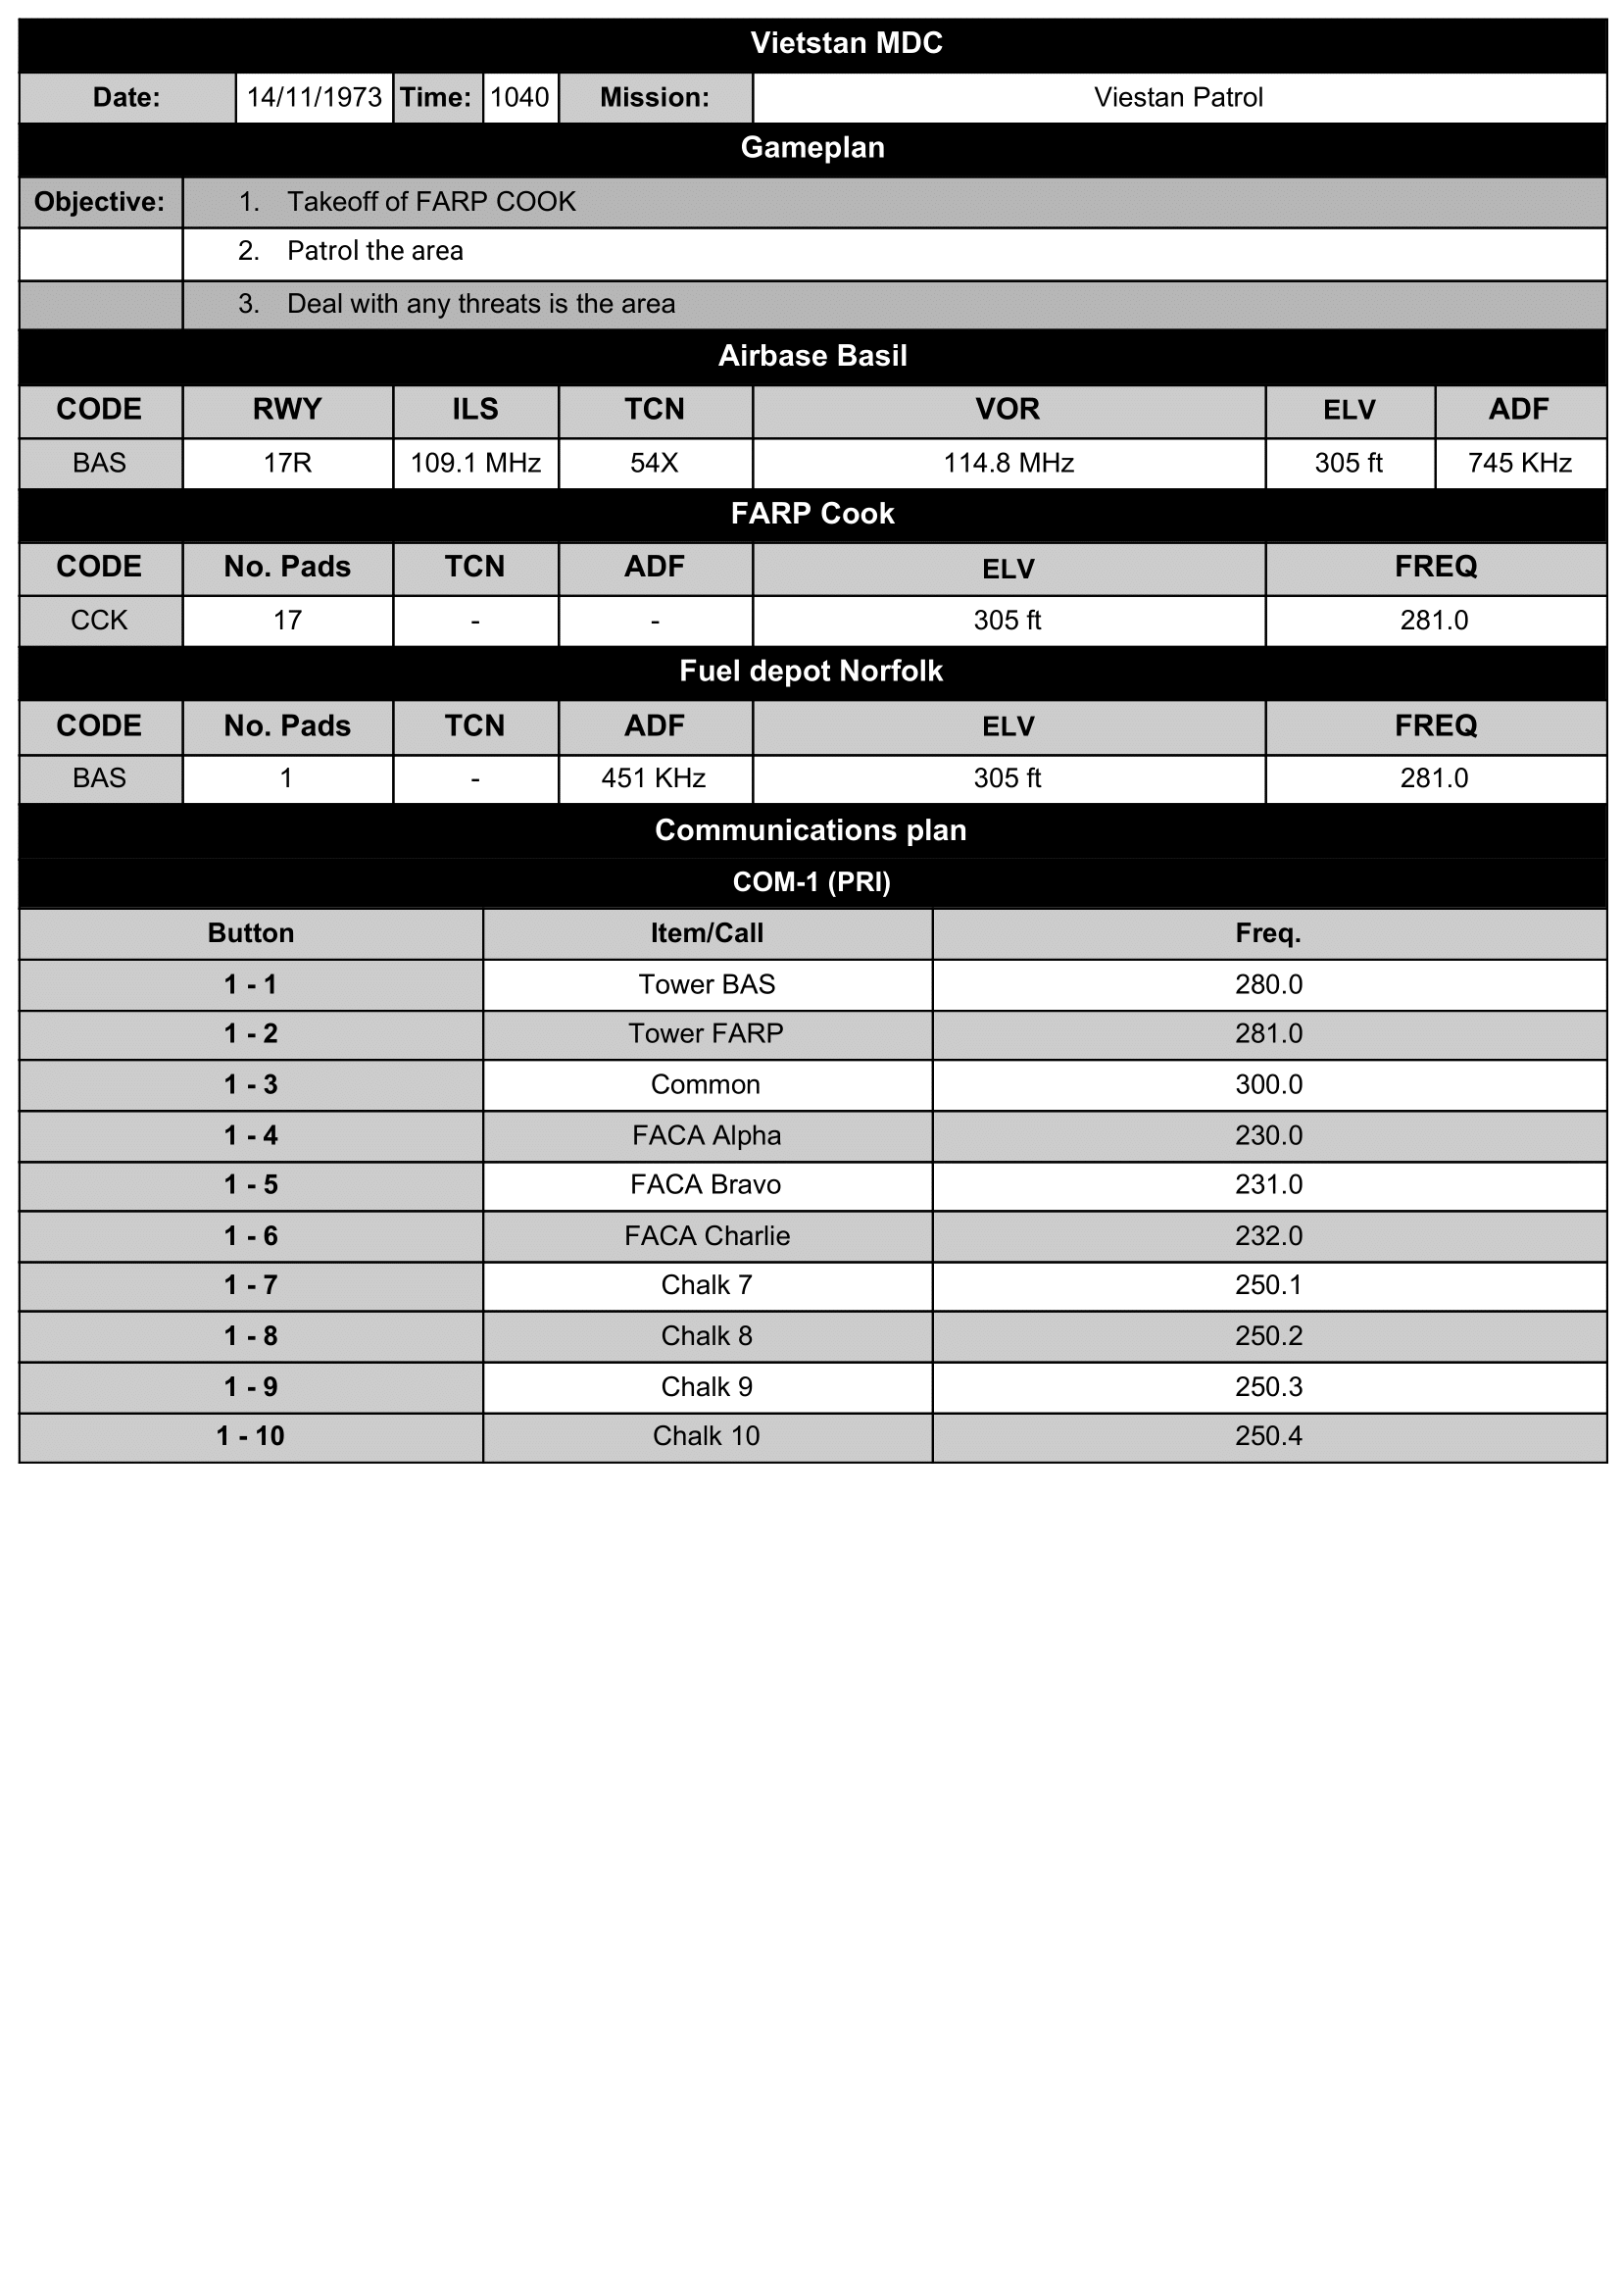 Vietstan MDC
Date: 14/11/1973 Time: 1040 Mission: Viestan Patrol
Gameplan
Objective: 1. Takeoff of FARP COOK
2. Patrol the area
3. Deal with any threats is the area
Airbase Basil
CODE RWY ILS TCN VOR ELV ADF
BAS 17R 109.1 MHz 54X 114.8 MHz 305 ft 745 KHz
FARP Cook
CODE No. Pads TCN ADF ELV FREQ
CCK 17 - - 305 ft 281.0
Fuel depot Norfolk
CODE No. Pads TCN ADF ELV FREQ
BAS 1 - 451 KHz 305 ft 281.0
Communications plan
COM-1 (PRI)
Button Item/Call Freq.
1 - 1 Tower BAS 280.0
1 - 2 Tower FARP 281.0
1 - 3 Common 300.0
1 - 4 FACA Alpha 230.0
1 - 5 FACA Bravo 231.0
1 - 6 FACA Charlie 232.0
1 - 7 Chalk 7 250.1
1 - 8 Chalk 8 250.2
1 - 9 Chalk 9 250.3
1 - 10 Chalk 10 250.4